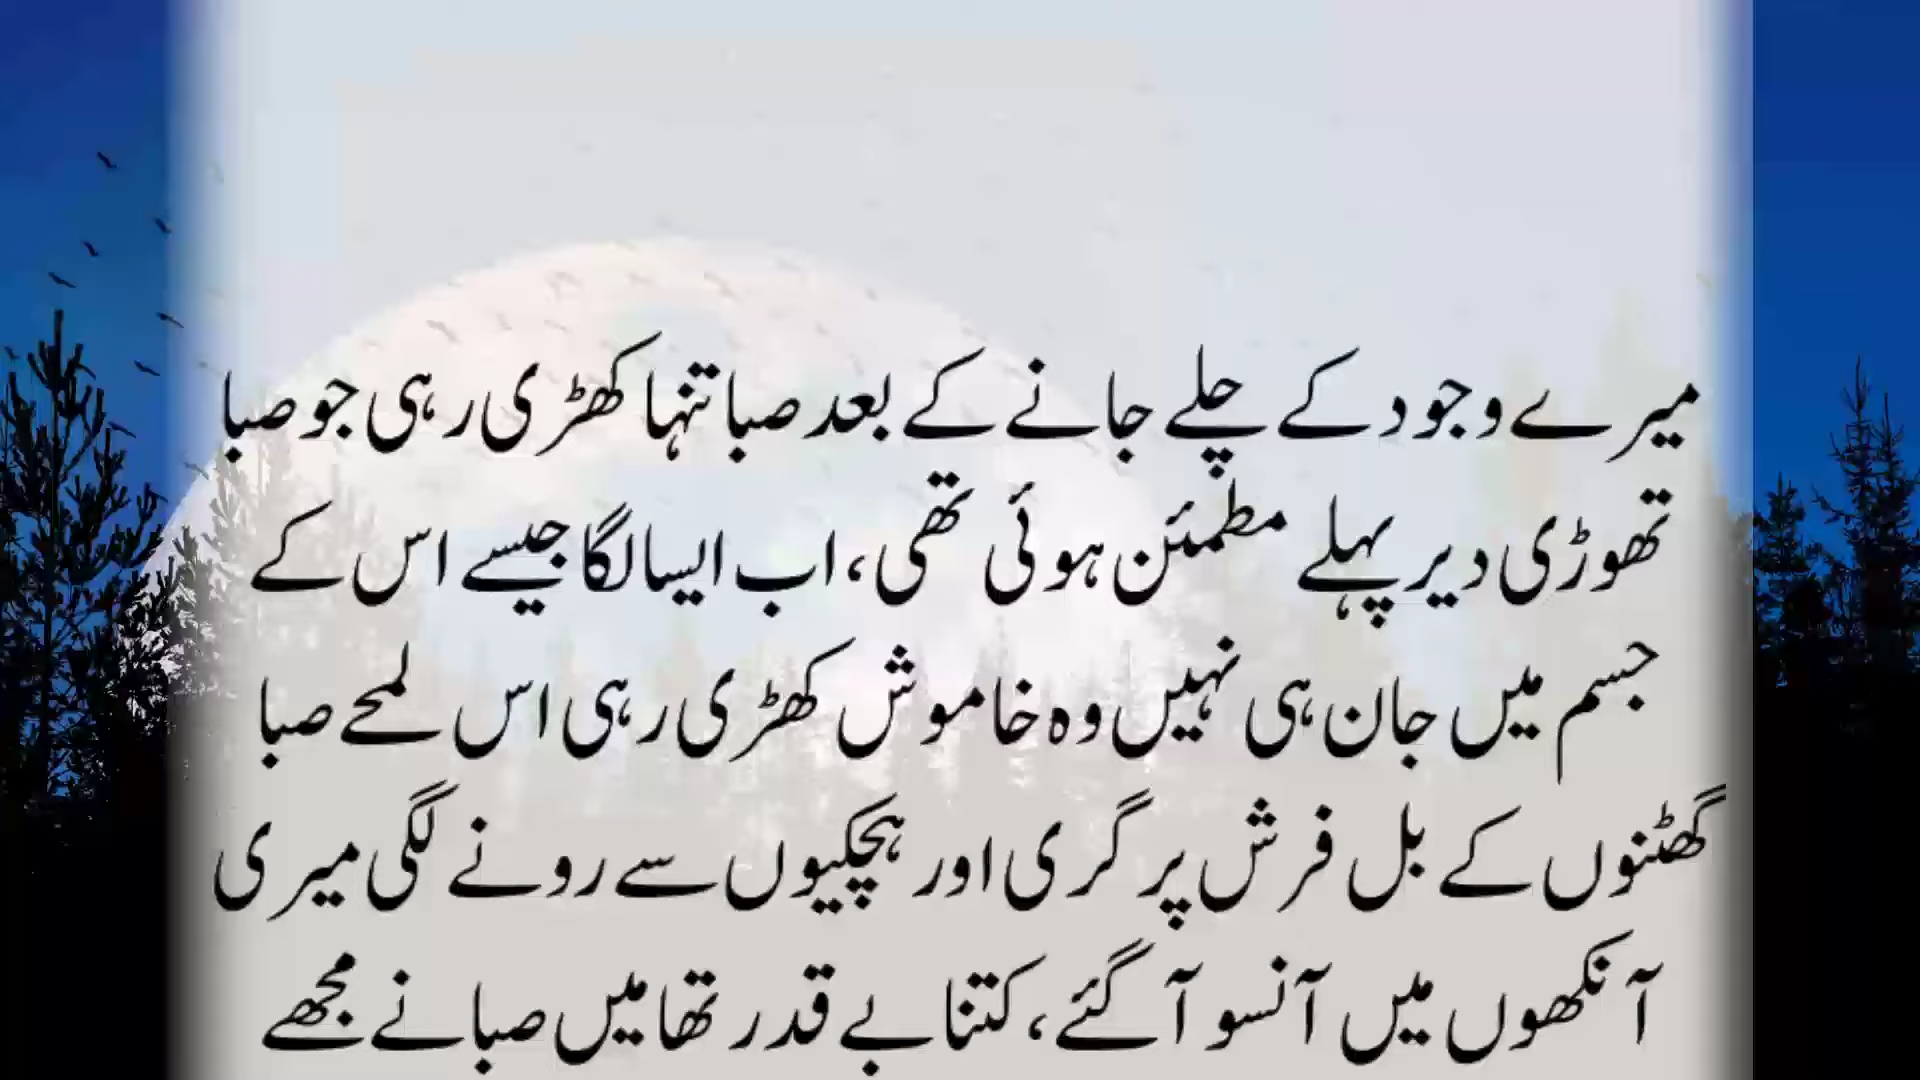 میرے وجود کے چلے جانے کے بعد صبا تنہا کھڑی رہی جو صبا
تھوڑی دیر پہلے مطمئن ہوئی تھی، اب ایسا لگا جیسے اس کے
جسم میں جان ہی نہیں وہ خاموش کھڑی رہی اس لمحے صبا
گھٹنوں کے بل فرش پر گری اور ہچکیوں سے رونے لگی میری
آنکھوں میں آنسو آ گئے، کتنا بے قدر تھا میں صبا نے مجھے